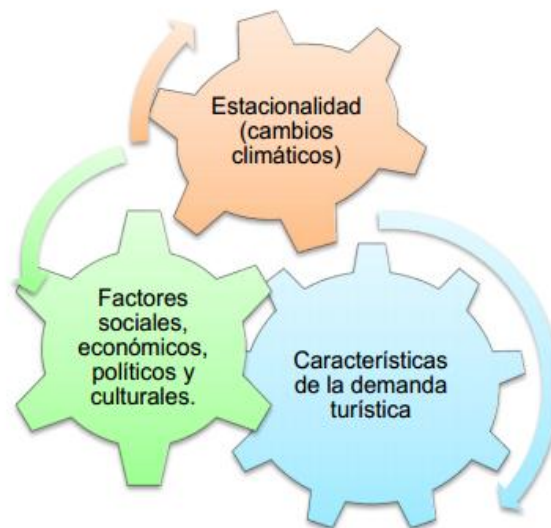 Estacionalidad
(cambios
climáticos)
Factores
sociales,
económicos,
políticos y
culturales.
Características
de la demanda
turística